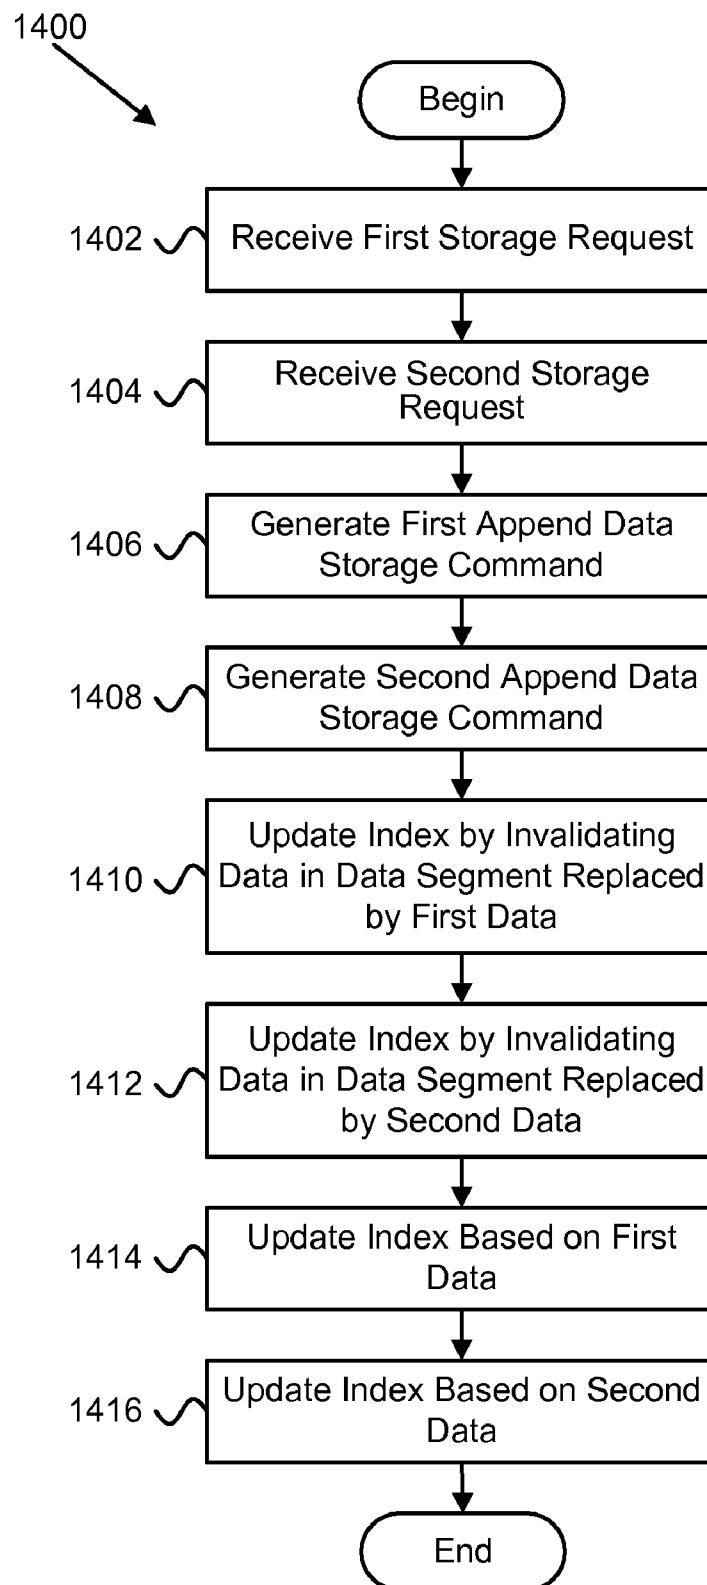 1400
Begin
1402
Receive First Storage Request
1404
Receive Second Storage
Request
1406
Generate First Append Data
Storage Command
1408
Generate Second Append Data
Storage Command
1410
Update Index by Invalidating
Data in Data Segment Replaced
by First Data
1412
Update Index by Invalidating
Data in Data Segment Replaced
by Second Data
1414
Update Index Based on First
Data
1416
Update Index Based on Second
Data
End